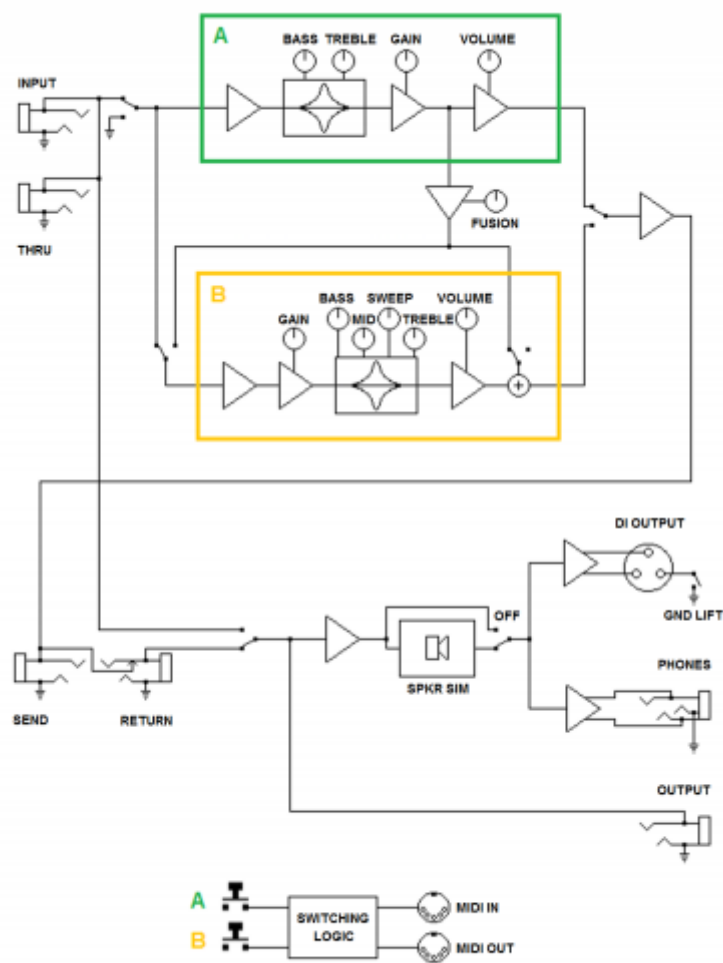 A
BASS TREBLE GAIN VOLUME
INPUT
THRU
FUSION
B
BASS SWEEP VOLUME
GAIN MID TREBLE
DI OUTPUT
OFF
GND LIFT
SPKR SIM
PHONES
SEND RETURN
OUTPUT
A
SWITCHING
LOGIC
MIDI IN
B
MIDI OUT